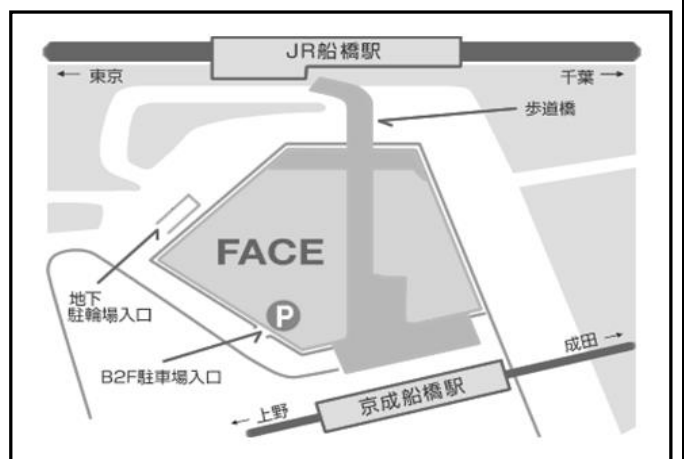 JR船橋駅
← 東京
千葉 →
歩道橋
FACE
地下
駐輪場入口
P
B2F駐車場入口
成田 →
京成船橋駅
← 上野